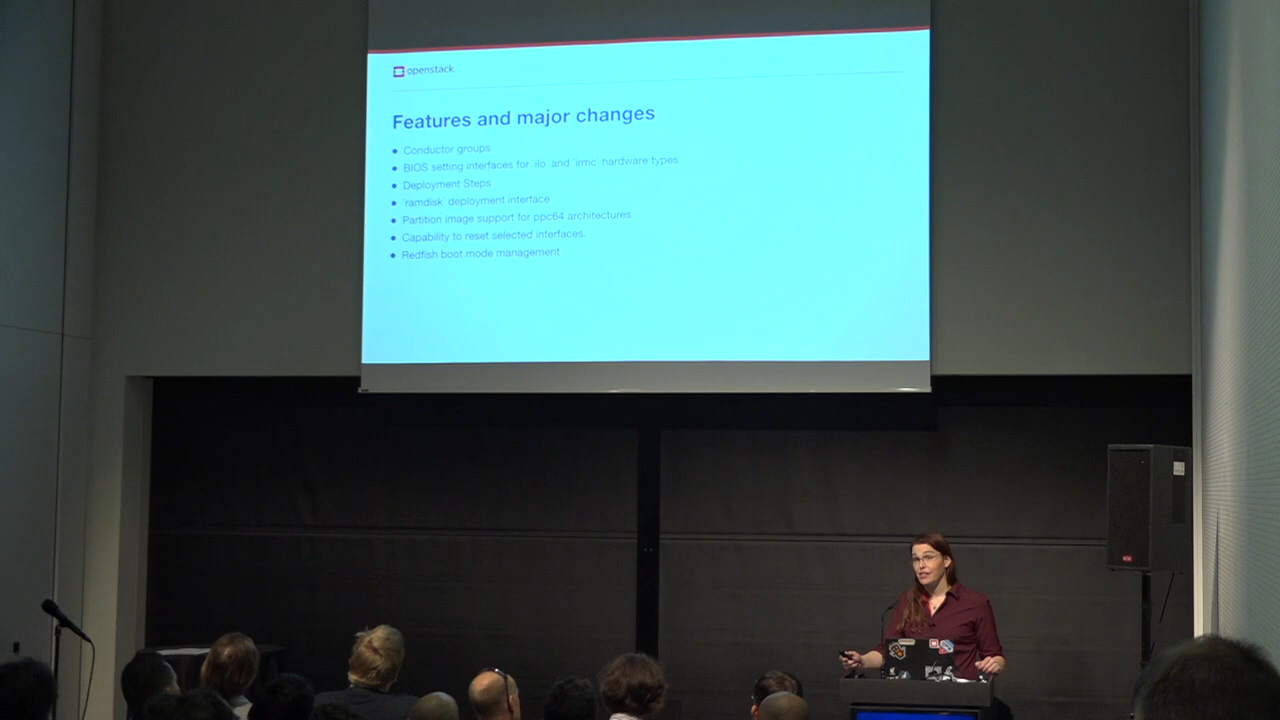 openstack.
Features and major changes
Conductor groups
BIOS setting interfaces for `ilo` and `irmc` hardware types
Deployment Steps
`ramdisk` deployment interface
Partition image support for ppc64 architectures
Capability to reset selected interfaces.
Redfish boot mode management